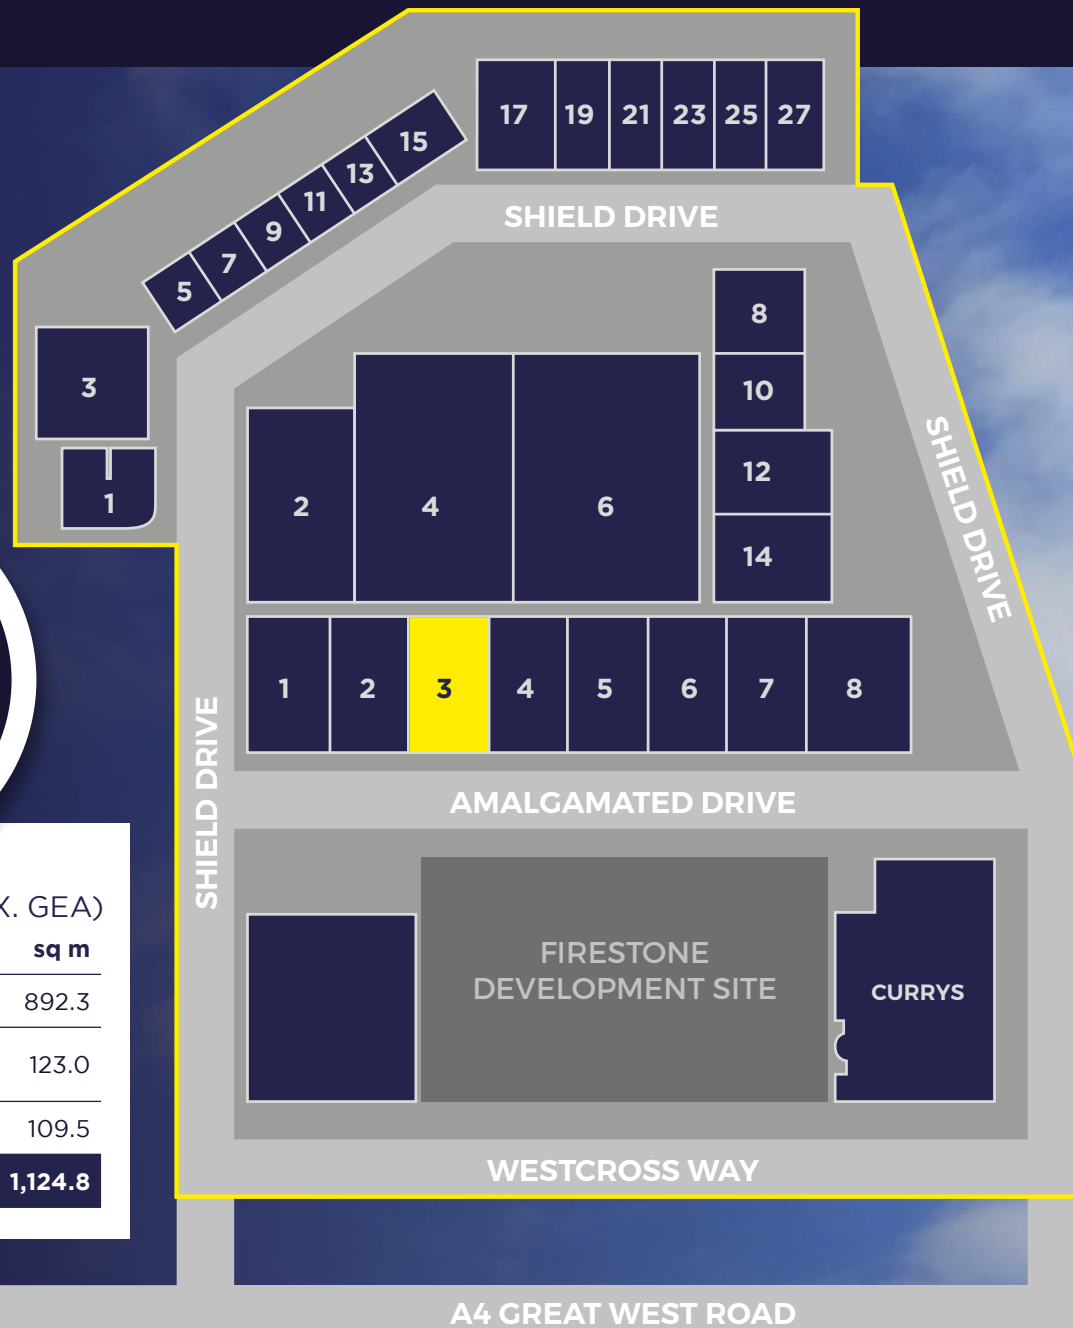 17 19 21 23 25 27
15
13
11
9
7
5
SHIELD DRIVE
3
1
8
10
12
14
2 4 6
SHIELD DRIVE
1 2 3 4 5 6 7 8
SHIELD DRIVE
AMALGAMATED DRIVE
FIRESTONE
DEVELOPMENT SITE
CURRYS
X. GEA)
sq m
892.3
123.0
109.5
1,124.8
WESTCROSS WAY
A4 GREAT WEST ROAD